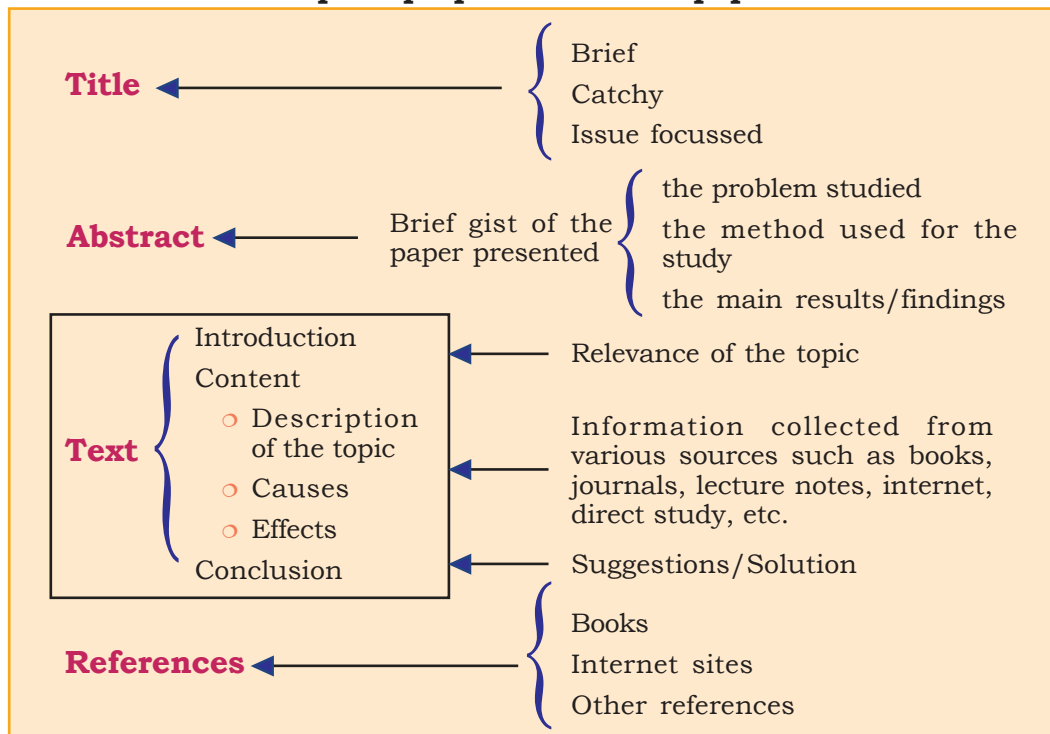 Title
Brief
Catchy
Issue focussed
Abstract
Brief gist of the
paper presented
the problem studied
the method used for the
study
the main results/findings
Text
Introduction
Content
Description
of the topic
Causes
Effects
Conclusion
Relevance of the topic
Information collected from
various sources such as books,
journals, lecture notes, internet,
direct study, etc.
Suggestions/Solution
References
Books
Internet sites
Other references